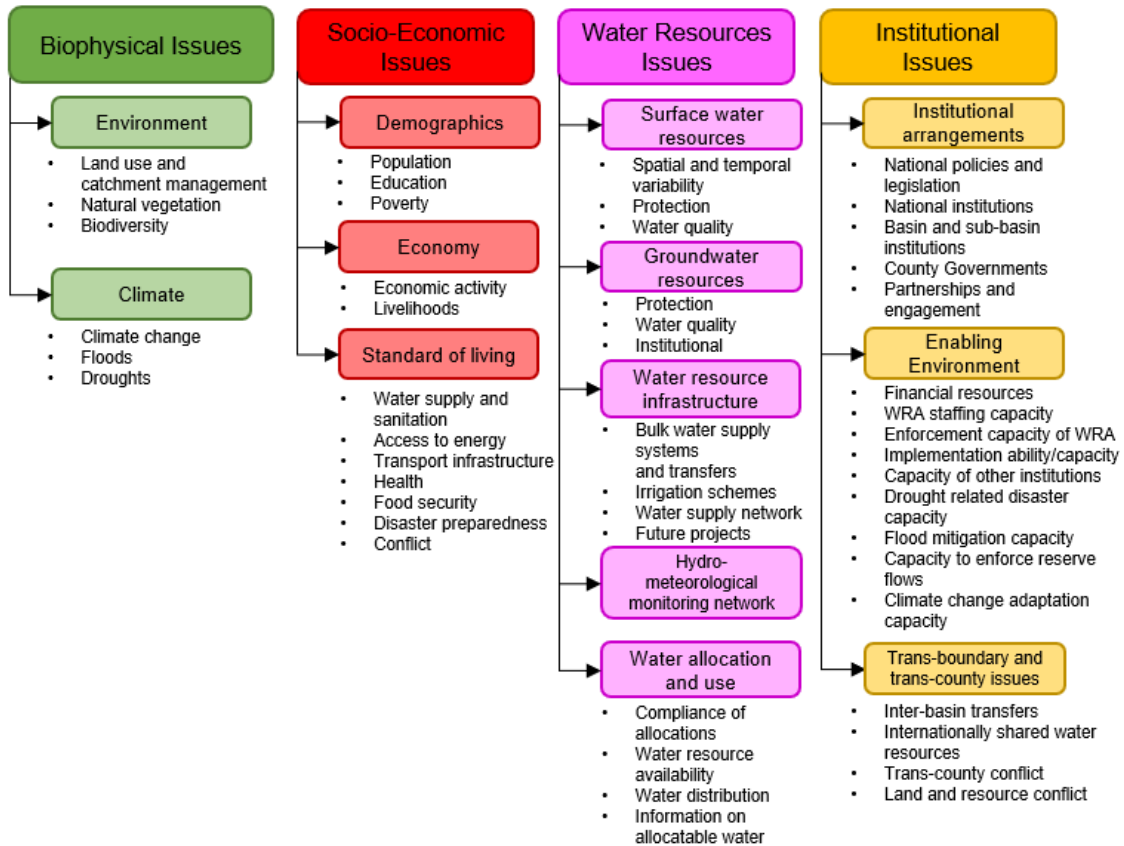 Biophysical Issues
Environment
• Land use and
catchment management
• Natural vegetation
• Biodiversity
Climate
• Climate change
• Floods
• Droughts
Socio-Economic
Issues
Demographics
• Population
• Education
• Poverty
Economy
• Economic activity
• Livelihoods
Standard of living
• Water supply and
sanitation
• Access to energy
• Transport infrastructure
• Health
• Food security
• Disaster preparedness
• Conflict
Water Resources
Issues
Surface water
resources
• Spatial and temporal
variability
• Protection
• Water quality
Groundwater
resources
• Protection
• Water quality
• Institutional
Water resource
infrastructure
• Bulk water supply
systems
and transfers
• Irrigation schemes
• Water supply network
• Future projects
Hydro-
meteorological
monitoring network
Water allocation
and use
• Compliance of
allocations
• Water resource
availability
• Water distribution
• Information on
allocatable water
Institutional
Issues
Institutional
arrangements
• National policies and
legislation
• National institutions
• Basin and sub-basin
institutions
• County Governments
• Partnerships and
engagement
Enabling
Environment
• Financial resources
• WRA staffing capacity
• Enforcement capacity of WRA
• Implementation ability/capacity
• Capacity of other institutions
• Drought related disaster
capacity
• Flood mitigation capacity
• Capacity to enforce reserve
flows
• Climate change adaptation
capacity
Trans-boundary and
trans-county issues
• Inter-basin transfers
• Internationally shared water
resources
• Trans-county conflict
• Land and resource conflict